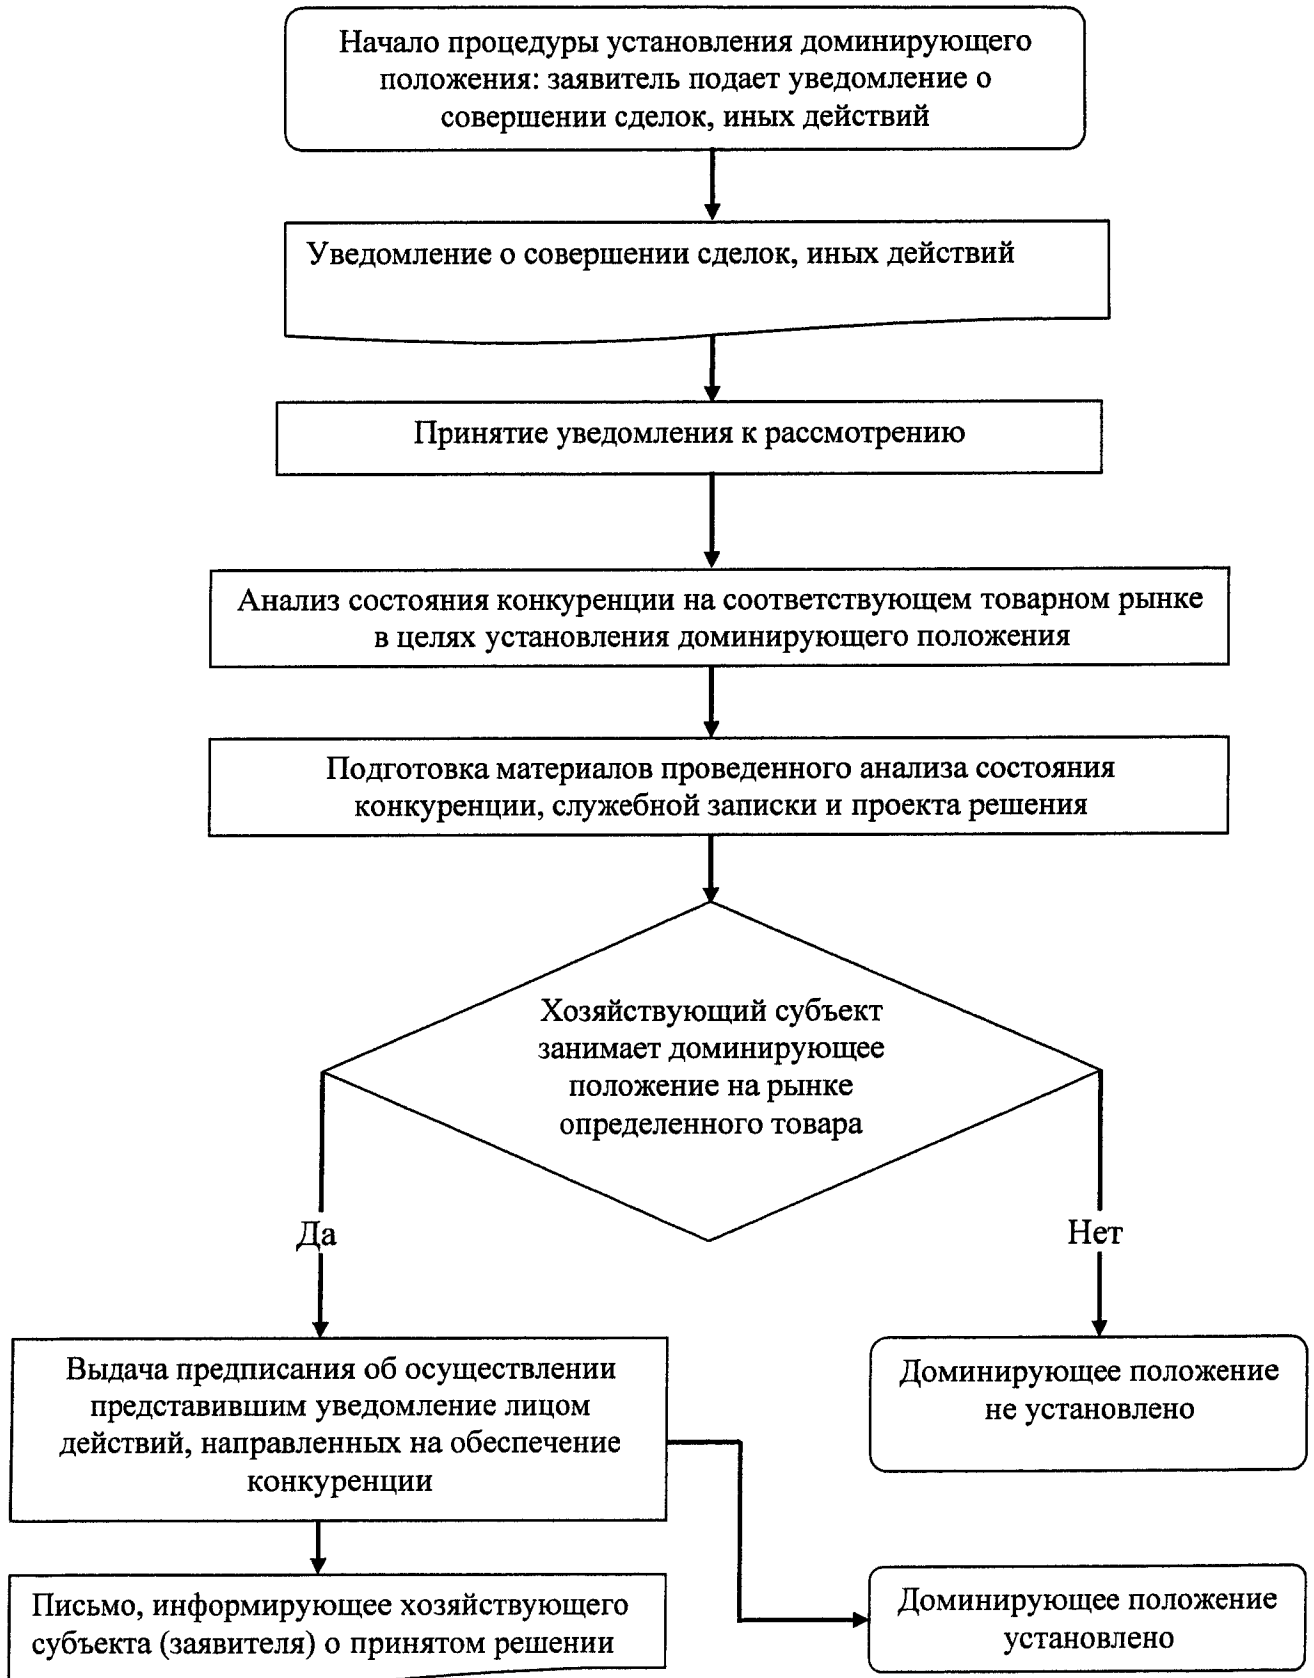 Начало процедуры установления доминирующего
положения: заявитель подает уведомление о
совершении сделок, иных действий
Уведомление о совершении сделок, иных действий
Принятие уведомления к рассмотрению
Анализ состояния конкуренции на соответствующем товарном рынке
в целях установления доминирующего положения
Подготовка материалов проведенного анализа состояния
конкуренции, служебной записки и проекта решения
Хозяйствующий субъект
занимает доминирующее
положение на рынке
определенного товара
Да
Нет
Выдача предписания об осуществлении
представившим уведомление лицом
действий, направленных на обеспечение
конкуренции
Доминирующее положение
не установлено
Письмо, информирующее хозяйствующего
субъекта (заявителя) о принятом решении
Доминирующее положение
установлено